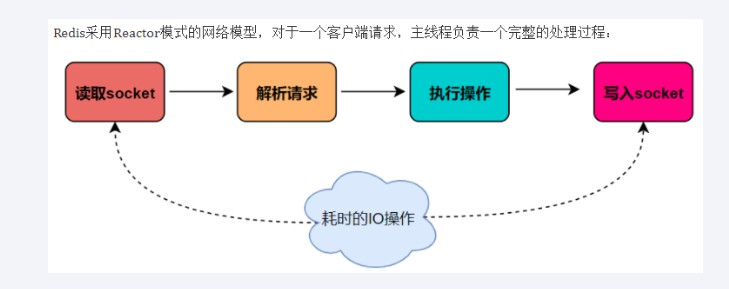 Redis采用Reactor模式的网络模型，对于一个客户端请求，主线程负责一个完整的处理过程：
读取socket
解析请求
执行操作
写入socket
耗时的IO操作